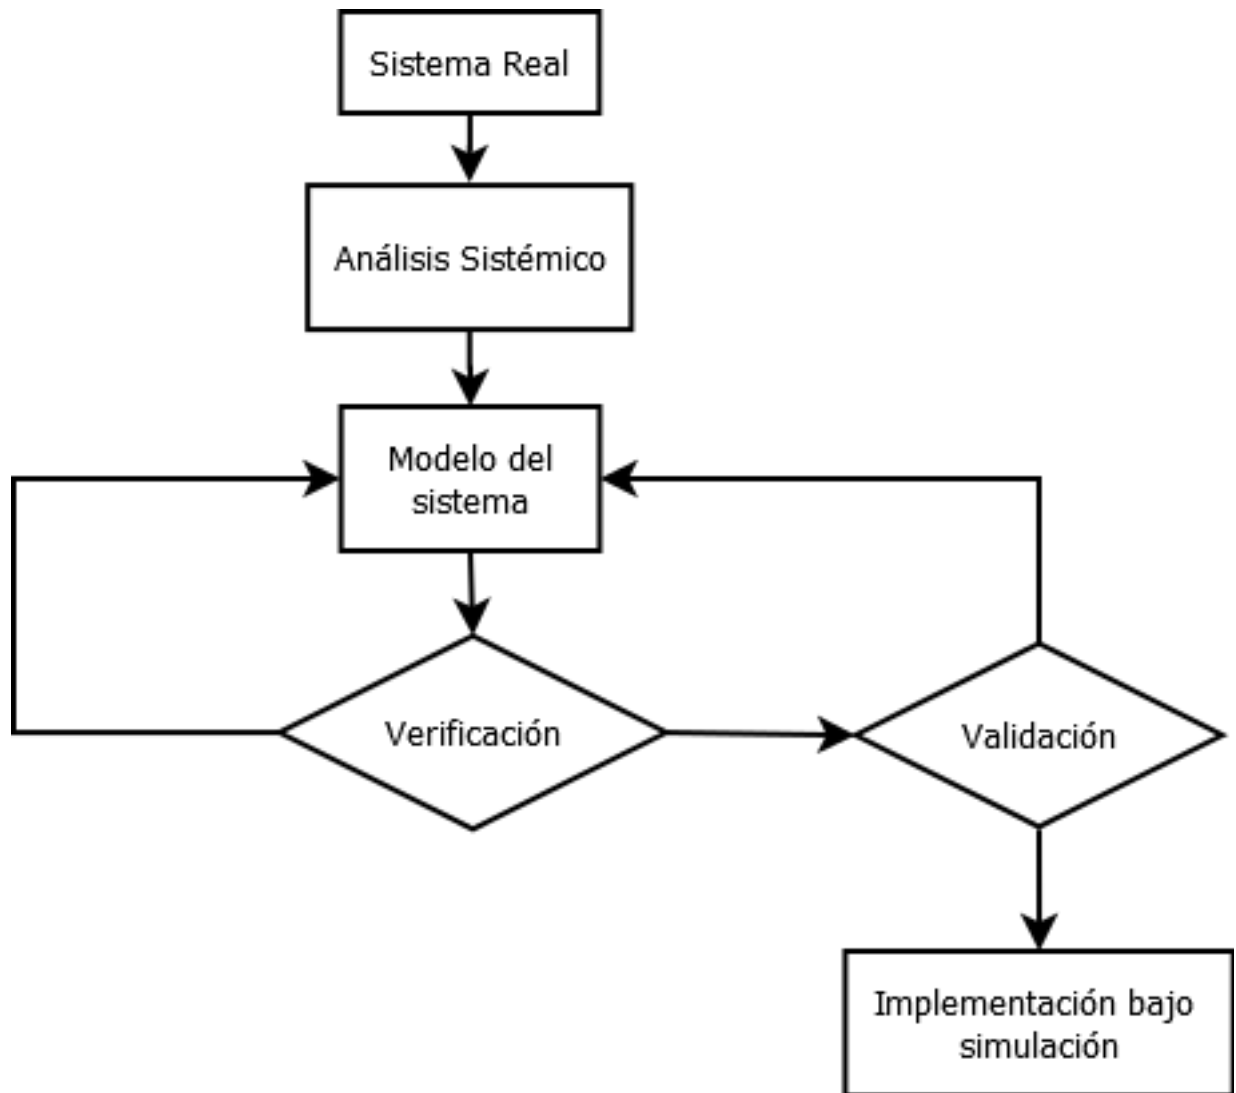 Sistema Real
Análisis Sistémico
Modelo del
sistema
Verificación
Validación
Implementación bajo
simulación